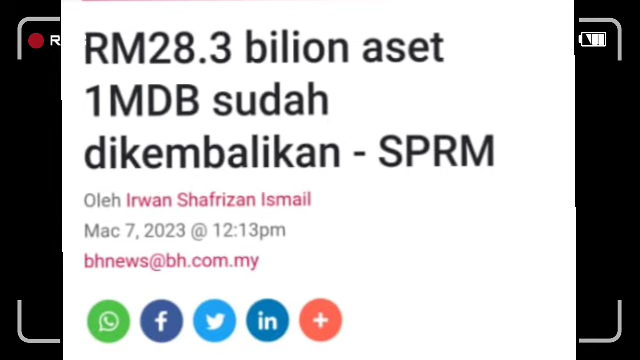 R
RM28.3 bilion aset
1MDB sudah
dikembalikan - SPRM
Oleh Irwan Shafrizan Ismail
Mac 7, 2023 @ 12:13pm
bhnews@bh.com.my
in